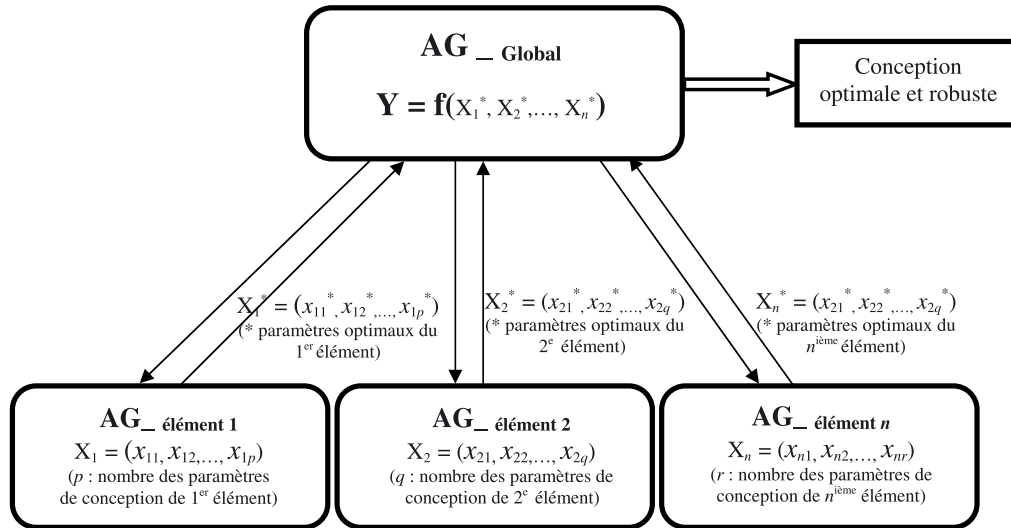 AG _ Global
Y = f(X₁*, X₂*,…, Xₙ*)
Conception
optimale et robuste
X₁* = (x₁₁*, x₁₂*,…, x₁ₚ*)
(* paramètres optimaux du
1er élément)
X₂* = (x₂₁*, x₂₂*,…, x₂q*)
(* paramètres optimaux du
2e élément)
Xₙ* = (x₂₁*, x₂₂*,…, x₂q*)
(* paramètres optimaux du
nième élément)
AG_ élément 1
X₁ = (x₁₁, x₁₂,…, x₁ₚ)
(p : nombre des paramètres
de conception de 1er élément)
AG_ élément 2
X₂ = (x₂₁, x₂₂,…, x₂q)
(q : nombre des paramètres de
conception de 2e élément)
AG_ élément n
Xₙ = (xₙ₁, xₙ₂,…, xₙᵣ)
(r : nombre des paramètres de
conception de nième élément)